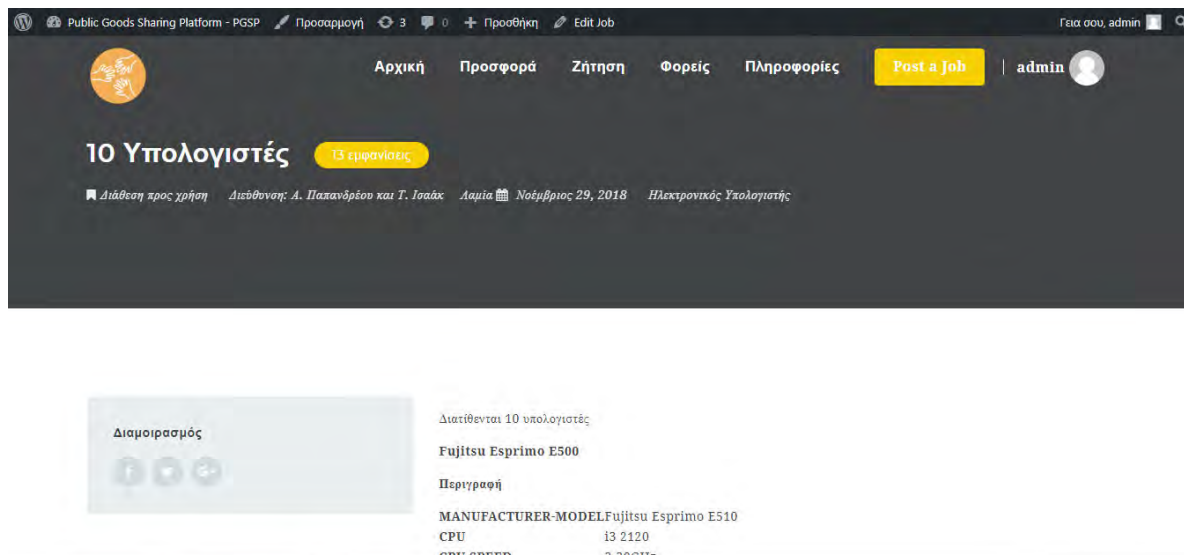 Public Goods Sharing Platform - PGSP Προσαρμογή 3 0 Προσθήκη Edit Job Γεια σου, admin
Αρχική Προσφορά Ζήτηση Φορείς Πληροφορίες Post a Job | admin
10 Υπολογιστές 13 εμφανίσεις
Διάθεση προς χρήση Διεύθυνση: Α. Παπανδρέου και Τ. Ισαάκ Λαμία Νοέμβριος 29, 2018 Ηλεκτρονικός Υπολογιστής
Διαμοιρασμός
Διατίθενται 10 υπολογιστές
Fujitsu Esprimo E500
Περιγραφή
MANUFACTURER-MODEL Fujitsu Esprimo E510
CPU i3 2120
CPU SPEED